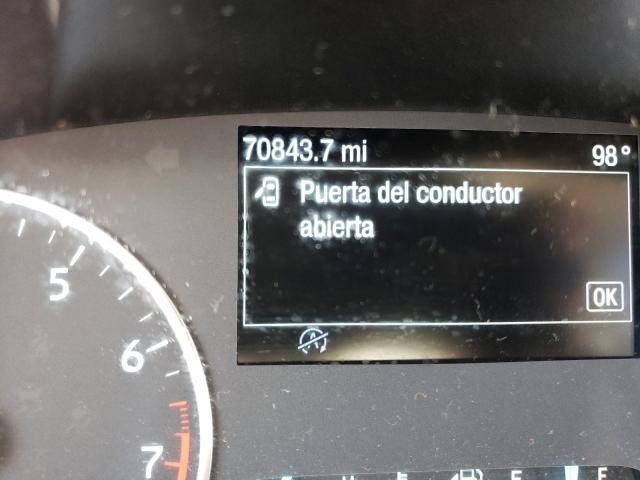 70843.7 mi 98°
Puerta del conductor
abierta
OK
5
6
7